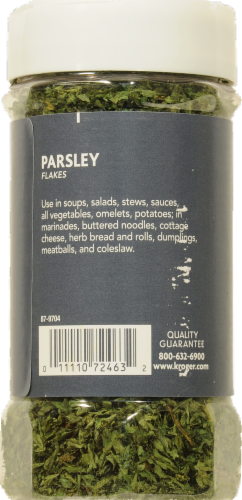 PARSLEY
FLAKES
Use in soups, salads, stews, sauces,
all vegetables, omelets, potatoes; in
marinades, buttered noodles, cottage
cheese, herb bread and rolls, dumplings,
meatballs, and coleslaw.
87-9704
0 11110 72463 2
QUALITY
GUARANTEE
800-632-6900
www.kroger.com